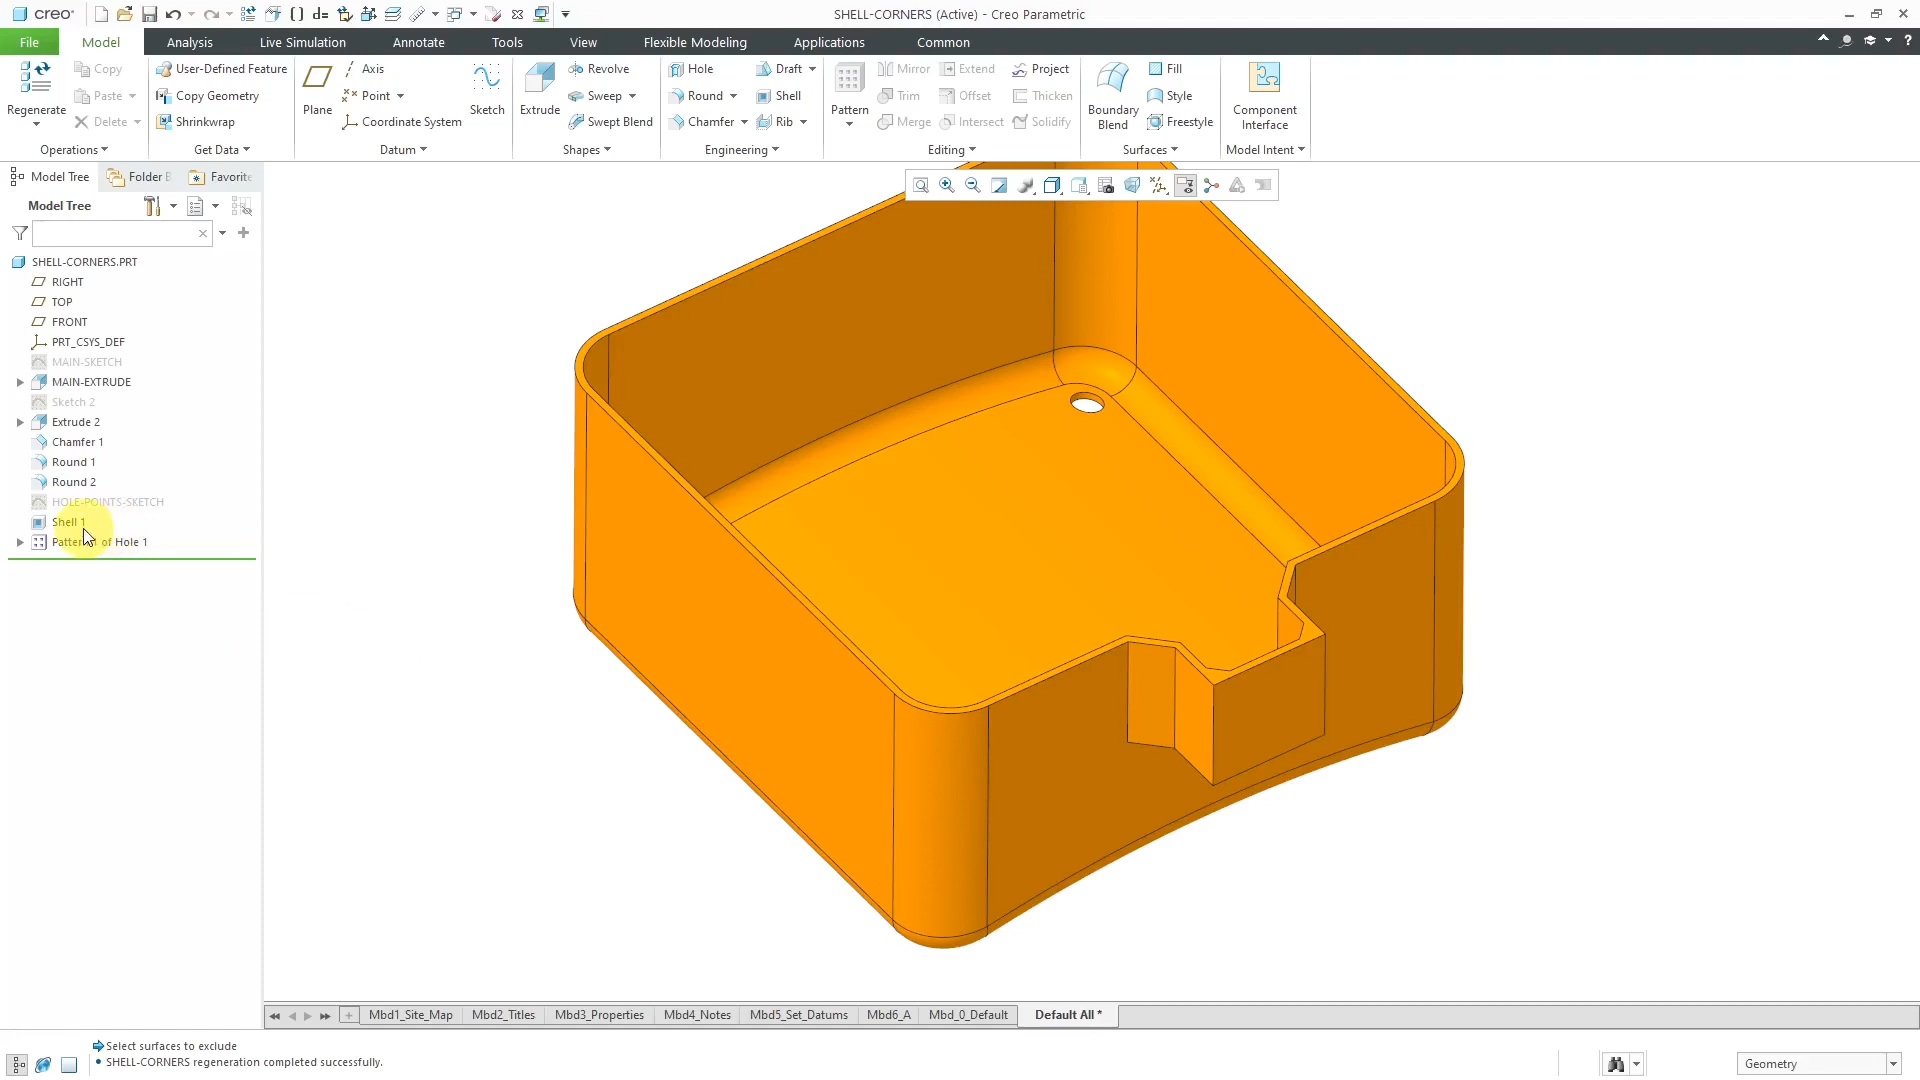 creo
SHELL-CORNERS (Active) - Creo Parametric
File Model Analysis Live Simulation Annotate Tools View Flexible Modeling Applications Common
Regenerate
Copy
Paste
Delete
Operations
User-Defined Feature
Copy Geometry
Shrinkwrap
Get Data
Plane
Axis
Point
Coordinate System
Sketch
Datum
Extrude
Revolve
Sweep
Swept Blend
Shapes
Hole
Round
Chamfer
Draft
Shell
Rib
Engineering
Pattern
Mirror
Trim
Merge
Extend
Offset
Intersect
Project
Thicken
Solidify
Editing
Boundary
Blend
Fill
Style
Freestyle
Surfaces
Component
Interface
Model Intent
Model Tree Folder B Favorite
Model Tree
SHELL-CORNERS.PRT
RIGHT
TOP
FRONT
PRT_CSYS_DEF
MAIN-SKETCH
MAIN-EXTRUDE
Sketch 2
Extrude 2
Chamfer 1
Round 1
Round 2
HOLE-POINTS-SKETCH
Shell 1
Pattern 1 of Hole 1
Mbd1_Site_Map Mbd2_Titles Mbd3_Properties Mbd4_Notes Mbd5_Set_Datums Mbd6_A Mbd_0_Default Default All *
Select surfaces to exclude
• SHELL-CORNERS regeneration completed successfully.
Geometry